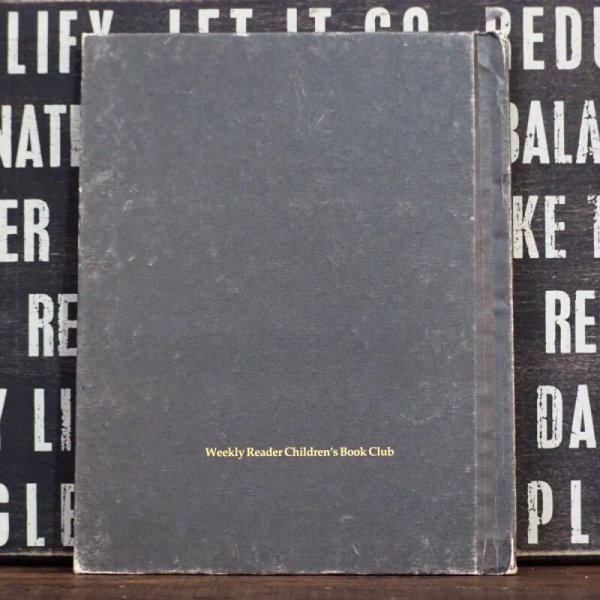 LIFY LET IT GO REDU
NAT BALA
ER KE
RE RE
Y LI DA
GLE PL
Weekly Reader Children's Book Club